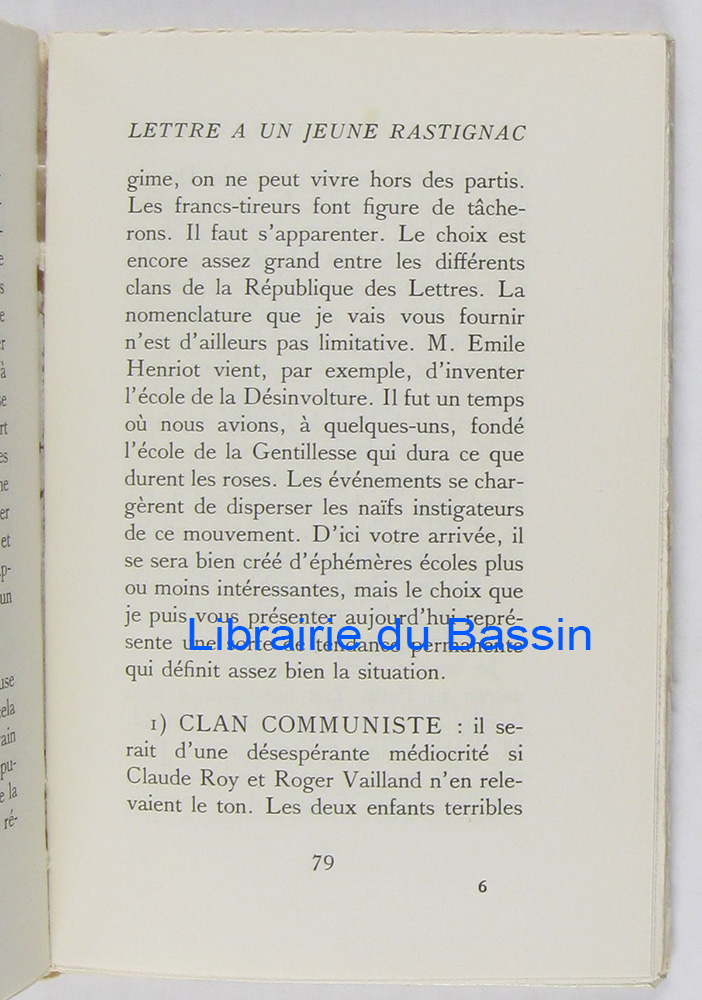 LETTRE A UN JEUNE RASTIGNAC
gime, on ne peut vivre hors des partis.
Les francs-tireurs font figure de tâche-
rons. Il faut s'apparenter. Le choix est
encore assez grand entre les différents
clans de la République des Lettres. La
nomenclature que je vais vous fournir
n'est d'ailleurs pas limitative. M. Emile
Henriot vient, par exemple, d'inventer
l'école de la Désinvolture. Il fut un temps
où nous avions, à quelques-uns, fondé
l'école de la Gentillesse qui dura ce que
durent les roses. Les événements se char-
gèrent de disperser les naïfs instigateurs
de ce mouvement. D'ici votre arrivée, il
se sera bien créé d'éphémères écoles plus
ou moins intéressantes, mais le choix que
je puis vous présenter aujourd'hui repré-
sente une sorte de tendance permanente
Librairie du Bassin
qui définit assez bien la situation.
1) CLAN COMMUNISTE : il se-
rait d'une désespérante médiocrité si
Claude Roy et Roger Vailland n'en rele-
vaient le ton. Les deux enfants terribles
79
6